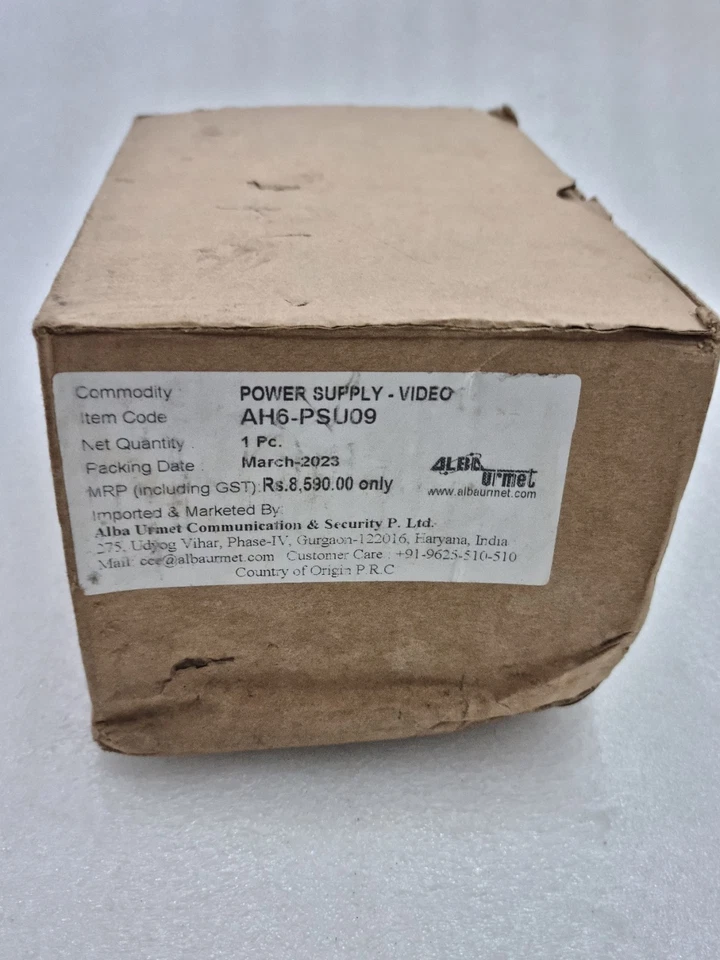 Commodity : POWER SUPPLY - VIDEO
Item Code AH6-PSU09
Net Quantity : 1 Pc.
Packing Date : March-2023
MRP (including GST): Rs.8,590.00 only
ALBA urmet
www.albaurmet.com
Imported & Marketed By
Alba Urmet Communication & Security P. Ltd.
275, Udyog Vihar, Phase-IV, Gurgaon-122016, Haryana, India
Mail: cce@albaurmet.com Customer Care : +91-9625-510-510
Country of Origin P.R.C